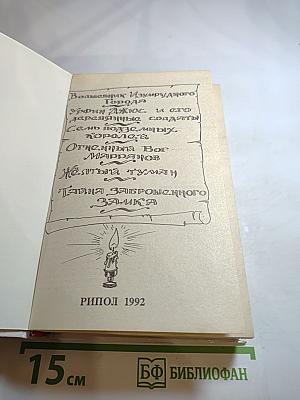 Волшебник Изумрудного
Города
Урфин Джюс и его
деревянные солдаты
Семь подземных
королей
Огненный Бог
Марранов
Жёлтый туман
Тайна заброшенного
замка
РИПОЛ 1992
15 см
БФ БИБЛИОФАН